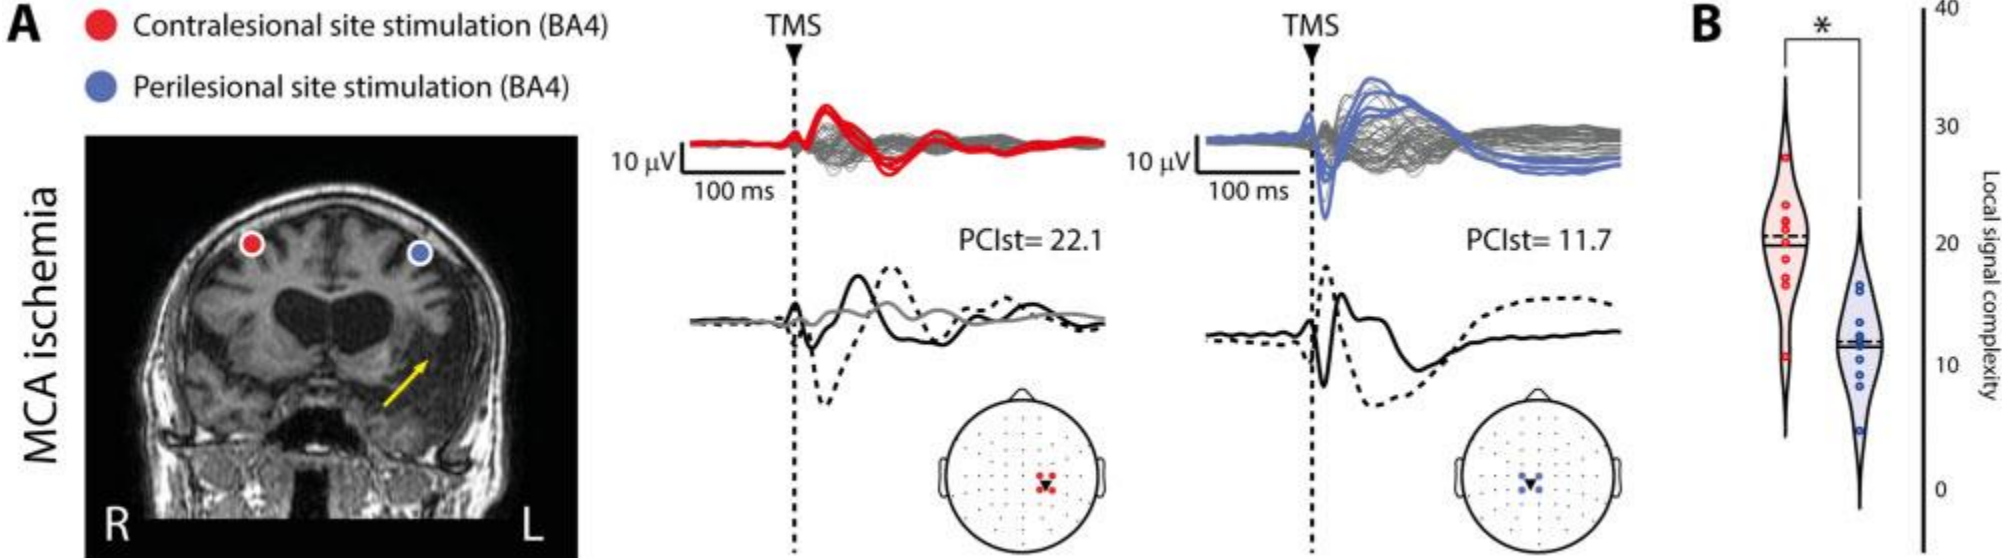 A
Contralesional site stimulation (BA4)
Perilesional site stimulation (BA4)
MCA ischemia
R
L
TMS
10 µV
100 ms
PCIst= 22.1
TMS
10 µV
100 ms
PCIst= 11.7
B
*
40
30
20
10
0
Local signal complexity